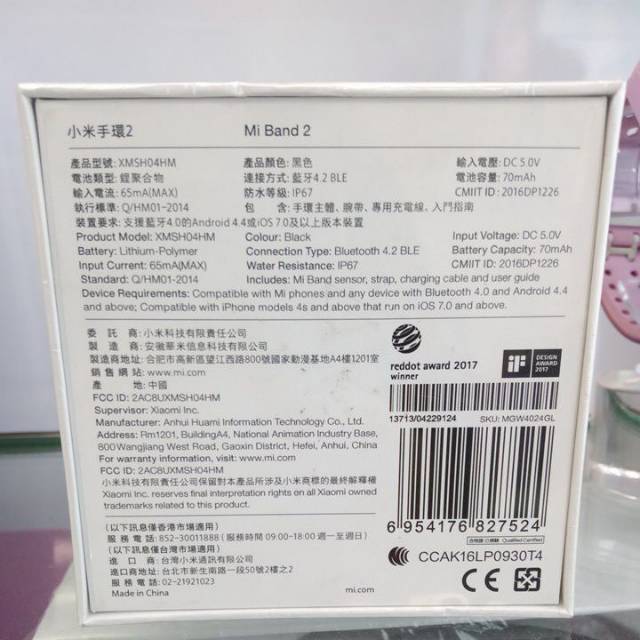 小米手環2 Mi Band 2
產品型號: XMSH04HM 產品顏色: 黑色 輸入電壓: DC 5.0V
電池類型: 鋰聚合物 連接方式: 藍牙4.2 BLE 電池容量: 70mAh
輸入電流: 65mA(MAX) 防水等級: IP67 CMIIT ID : 2016DP1226
執行標準: Q/HM01-2014 包 含: 手環主體、腕帶、專用充電線、入門指南
裝置要求: 支援藍牙4.0的Android 4.4或iOS 7.0及以上版本裝置
Product Model: XMSH04HM Colour: Black Input Voltage: DC 5.0V
Battery: Lithium-Polymer Connection Type: Bluetooth 4.2 BLE Battery Capacity: 70mAh
Input Current: 65mA(MAX) Water Resistance: IP67 CMIIT ID: 2016DP1226
Standard: Q/HM01-2014 Includes: Mi Band sensor, strap, charging cable and user guide
Device Requirements: Compatible with Mi phones and any device with Bluetooth 4.0 and Android 4.4
and above. Compatible with iPhone models 4s and above that run on iOS 7.0 and above.
委 託 商: 小米科技有限責任公司
製 造 商: 安徽華米信息科技有限公司
製造商地址: 合肥市高新區望江西路800號國家動漫基地A4樓1201室
銷 售 網 站: www.mi.com
產 地: 中國
FCC ID: 2AC8UXMSH04HM
Supervisor: Xiaomi Inc.
Manufacturer: Anhui Huami Information Technology Co., Ltd.
Address: Rm1201, BuildingA4, National Animation Industry Base,
800 Wangjiang West Road, Gaoxin District, Hefei, Anhui, China
For warranty information, visit: www.mi.com
FCC ID: 2AC8UXMSH04HM
小米科技有限責任公司保留對本產品所涉及小米商標的最終解釋權
Xiaomi Inc. reserves final interpretation rights on all Xiaomi owned
trademarks related to this product.
(以下訊息僅香港市場適用)
服務電話: 852-30011888 (服務時間 09:00-18:00 週一至週五)
(以下訊息僅台灣市場適用)
進 口 商: 台灣小米通訊有限公司
進口商地址: 台北市新生南路一段50號2樓之2
服務電話: 02-21921023
Made in China
reddot award 2017
winner
iF
DESIGN
AWARD
2017
13713/04229124 SKU: MGW4024GL
6 954176 827524
合格證 Qualified Certified
CCAK16LP0930T4
CE
mi.com